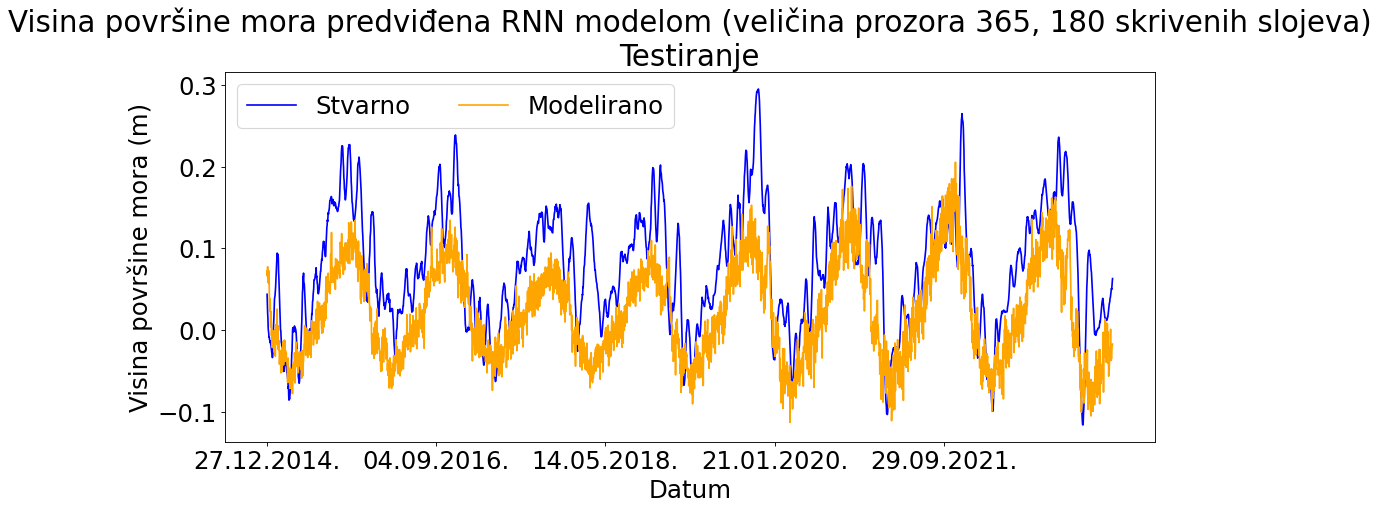 Visina površine mora predviđena RNN modelom (veličina prozora 365, 180 skrivenih slojeva)
Testiranje
Stvarno
Modelirano
Visina površine mora (m)
0.3
0.2
0.1
0.0
−0.1
27.12.2014.
04.09.2016.
14.05.2018.
21.01.2020.
29.09.2021.
Datum